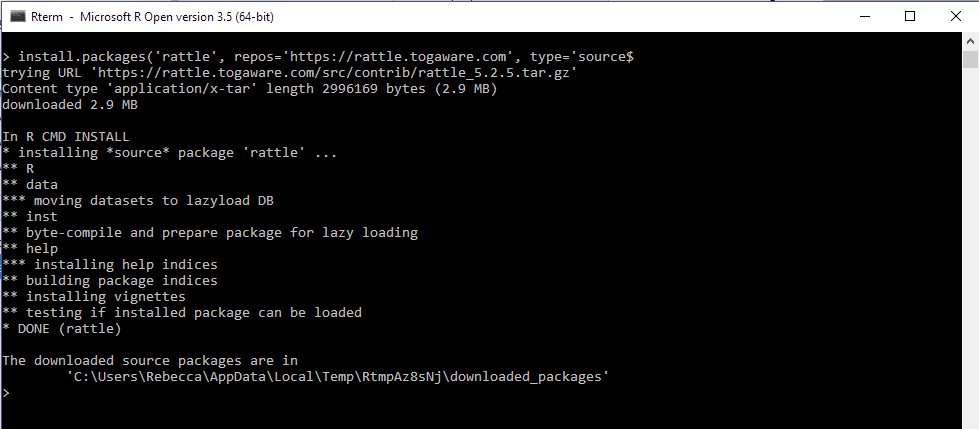 Rterm - Microsoft R Open version 3.5 (64-bit)
> install.packages('rattle', repos='https://rattle.togaware.com', type='source$
trying URL 'https://rattle.togaware.com/src/contrib/rattle_5.2.5.tar.gz'
Content type 'application/x-tar' length 2996169 bytes (2.9 MB)
downloaded 2.9 MB
In R CMD INSTALL
* installing *source* package 'rattle' ...
** R
** data
*** moving datasets to lazyload DB
** inst
** byte-compile and prepare package for lazy loading
** help
*** installing help indices
** building package indices
** installing vignettes
** testing if installed package can be loaded
* DONE (rattle)
The downloaded source packages are in
'C:\Users\Rebecca\AppData\Local\Temp\RtmpAz8sNj\downloaded_packages'
>